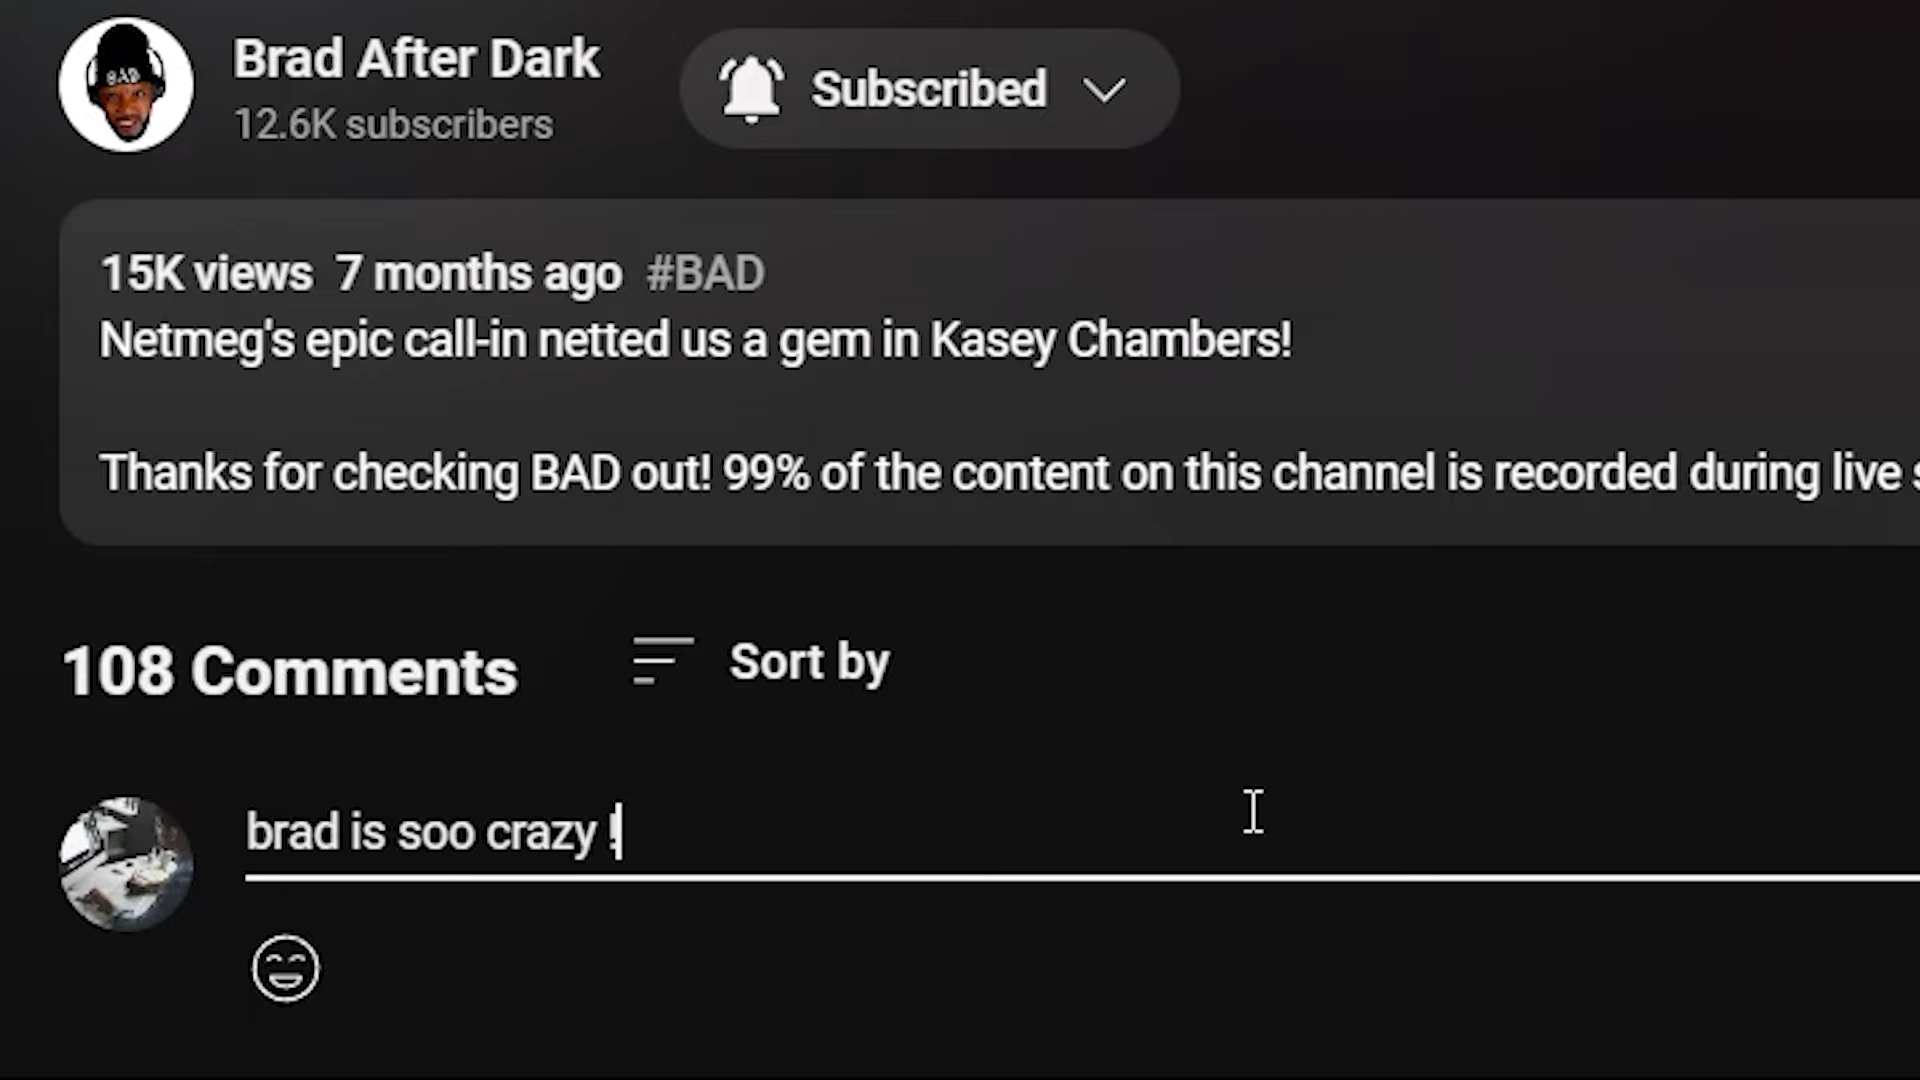 BAD
Brad After Dark
12.6K subscribers
Subscribed
15K views 7 months ago #BAD
Netmeg's epic call-in netted us a gem in Kasey Chambers!
Thanks for checking BAD out! 99% of the content on this channel is recorded during live
108 Comments
Sort by
brad is soo crazy !